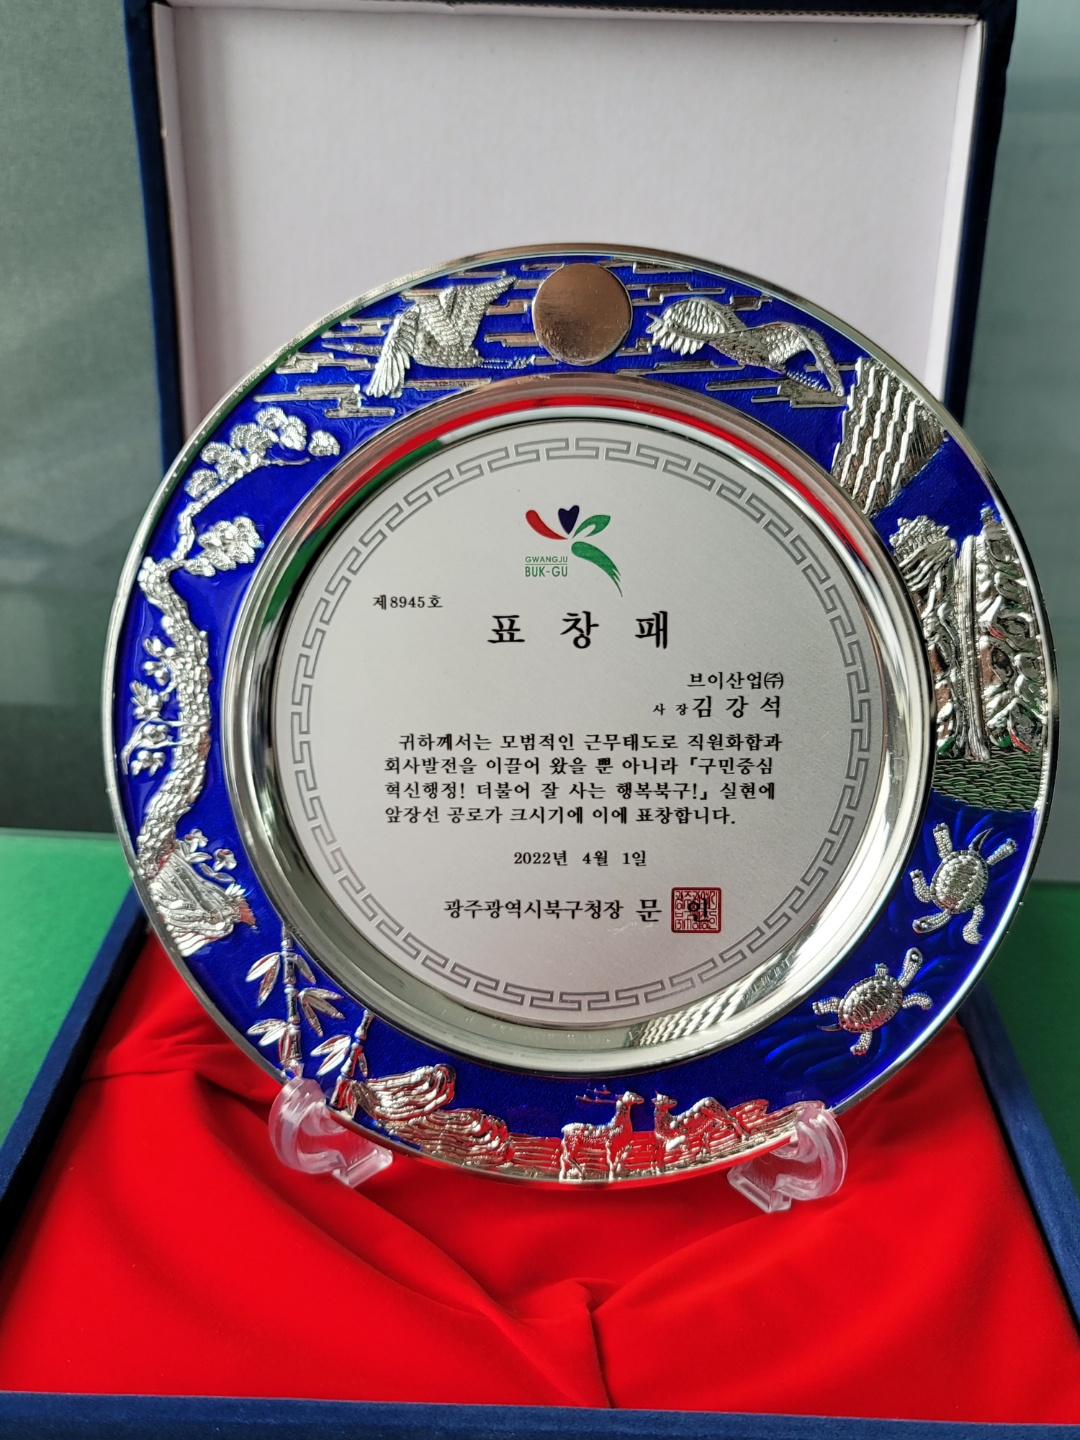 GWANGJU
BUK-GU
제8945호
표 창 패
브이산업㈜
사 장 김 강 석
귀하께서는 모범적인 근무태도로 직원화합과
회사발전을 이끌어 왔을 뿐 아니라 「구민중심
혁신행정! 더불어 잘 사는 행복북구!」 실현에
앞장선 공로가 크시기에 이에 표창합니다.
2022년 4월 1일
광주광역시북구청장 문 인